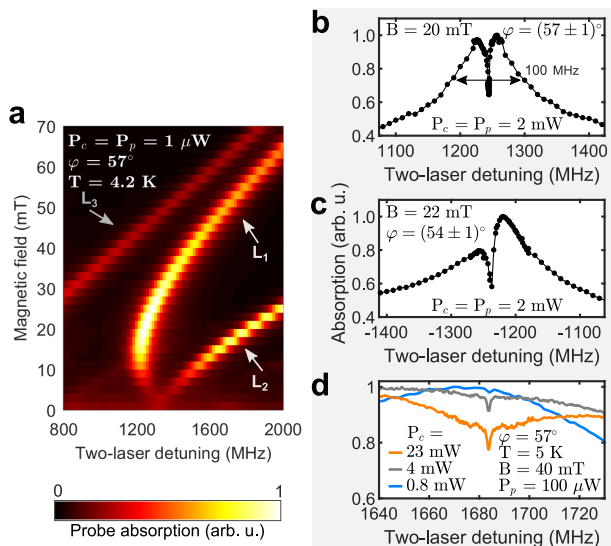 a
P_c = P_p = 1 μW
φ = 57°
T = 4.2 K
L_3
L_1
L_2
Magnetic field (mT)
70
60
50
40
30
20
10
0
800
1200
1600
2000
Two-laser detuning (MHz)
0
1
Probe absorption (arb. u.)
b
B = 20 mT
φ = (57 ± 1)°
100 MHz
P_c = P_p = 2 mW
1.0
0.8
0.6
0.4
1100
1200
1300
1400
Two-laser detuning (MHz)
c
B = 22 mT
φ = (54 ± 1)°
P_c = P_p = 2 mW
Absorption (arb. u.)
1.0
0.8
0.6
0.4
-1400
-1300
-1200
-1100
Two-laser detuning (MHz)
d
P_c =
23 mW
4 mW
0.8 mW
φ = 57°
T = 5 K
B = 40 mT
P_p = 100 μW
1
0.8
0.6
1640
1660
1680
1700
1720
Two-laser detuning (MHz)